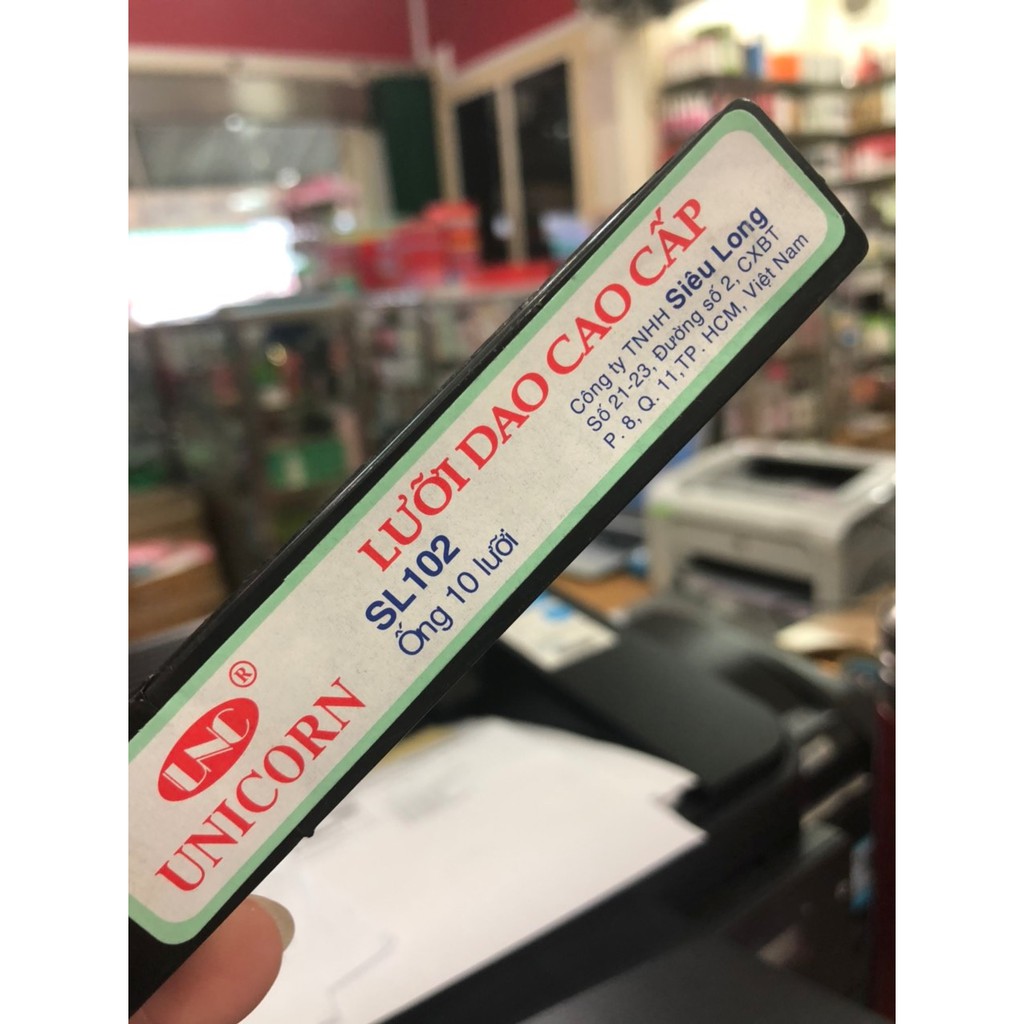 UNC®
UNICORN
LƯỠI DAO CAO CẤP
SL102
Ống 10 lưỡi
Công ty TNHH Siêu Long
Số 21-23, Đường số 2, CXBT
P. 8, Q. 11,TP. HCM, Việt Nam